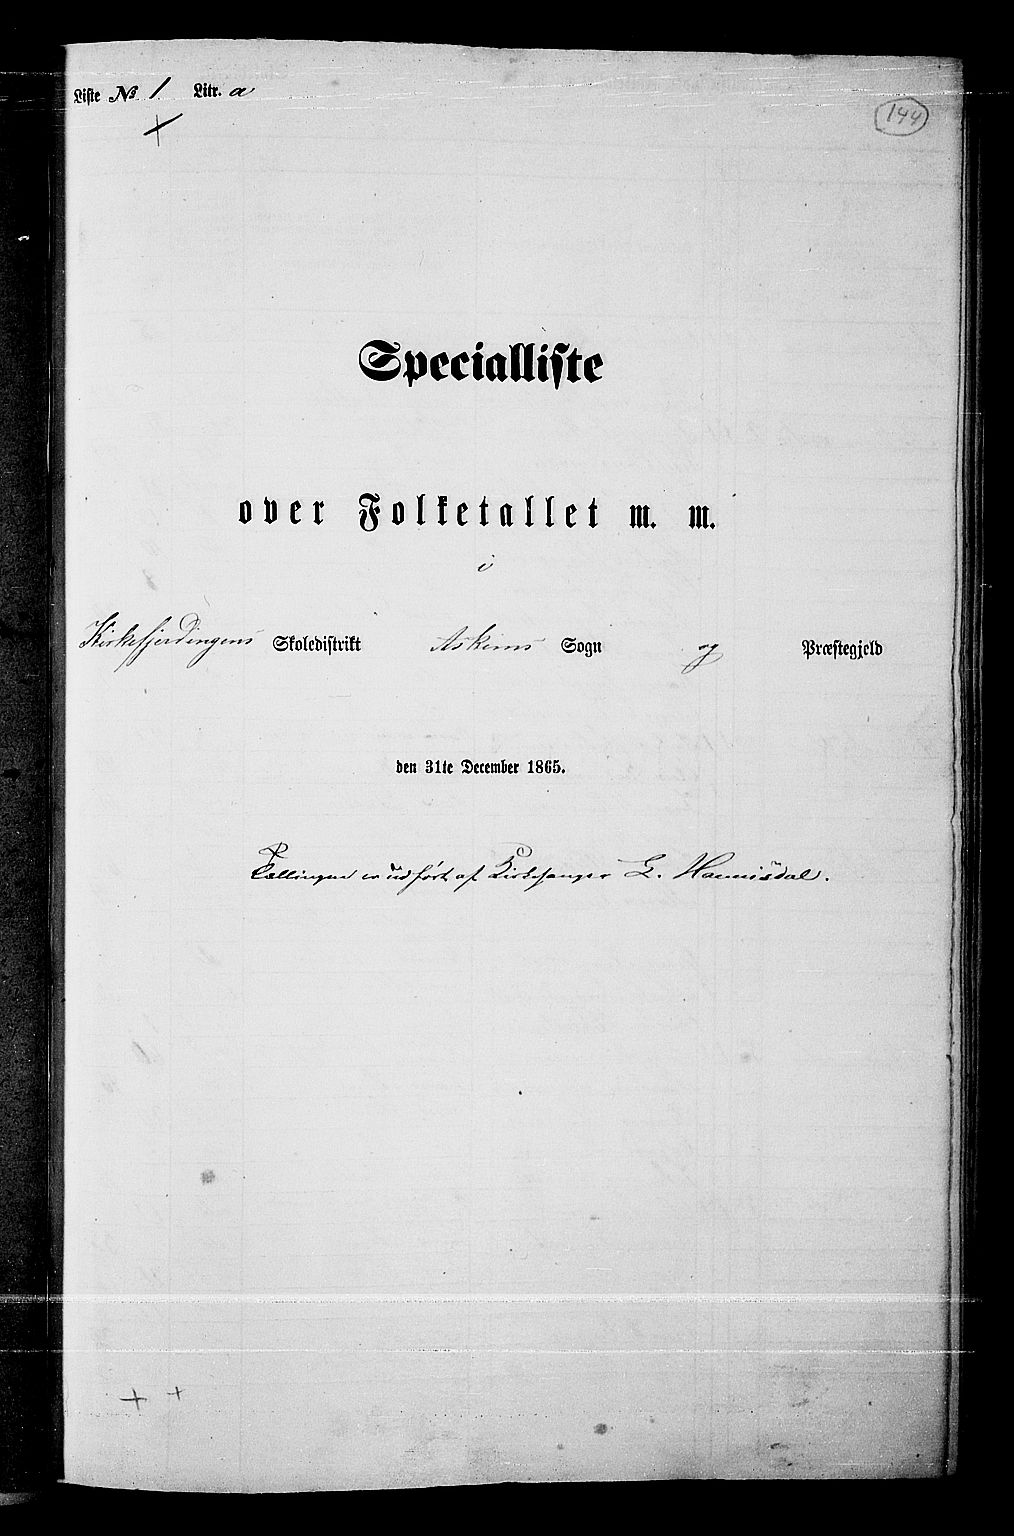 Liste № 1 Litr. a
144
Specialliste
over Folketallet m. m.
i
Kirkefjerdingens Skoledistrikt Askims Sogn og Præstegjeld
den 31te December 1865.
Tællingen er udført af Kirkesanger L. Hannisdal.